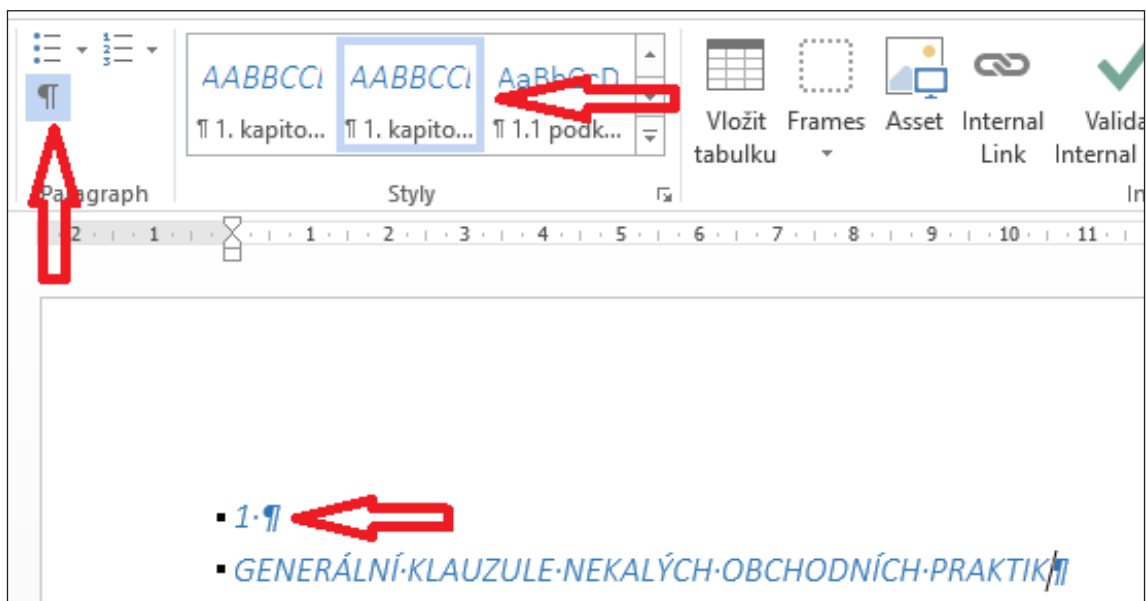 AABBCCI AABBCCI AaBbCcD
¶ 1. kapito... ¶ 1. kapito... ¶ 1.1 podk...
Vložit tabulku Frames Asset Internal Link Valida Internal
Paragraph Styly In
2 1 1 2 3 4 5 6 7 8 9 10 11
1·¶
GENERÁLNÍ·KLAUZULE·NEKALÝCH·OBCHODNÍCH·PRAKTIK¶